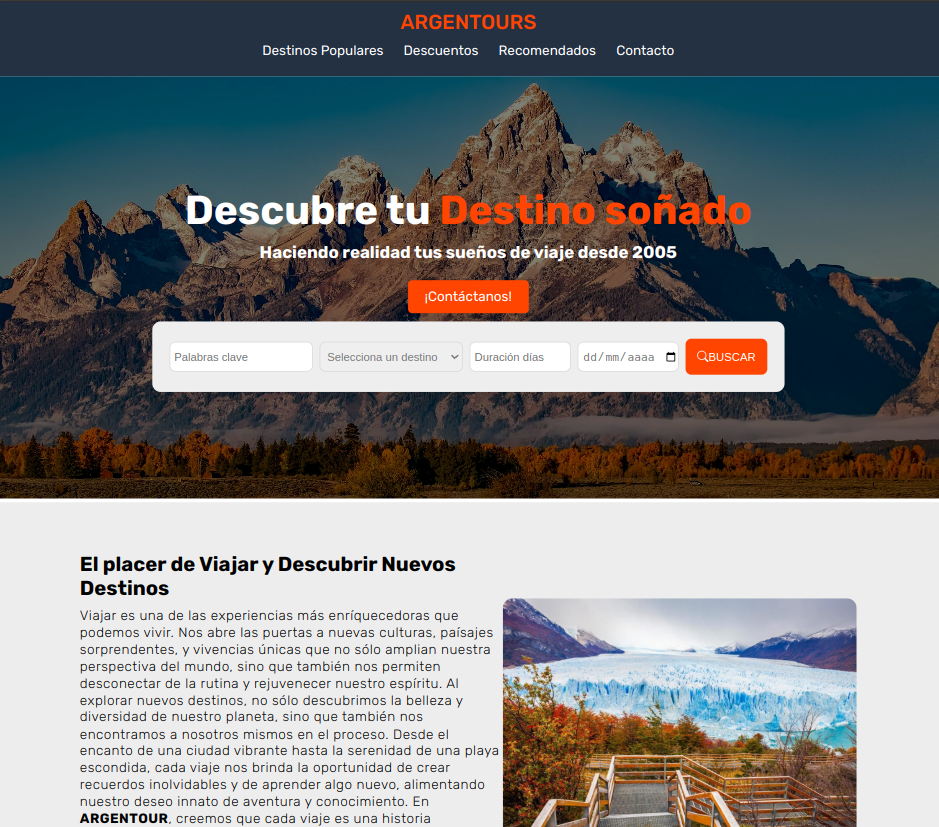 ARGENTOURS
Destinos Populares Descuentos Recomendados Contacto
Descubre tu Destino soñado
Haciendo realidad tus sueños de viaje desde 2005
¡Contáctanos!
Palabras clave Selecciona un destino Duración días dd/mm/aaaa BUSCAR
El placer de Viajar y Descubrir Nuevos
Destinos
Viajar es una de las experiencias más enríquecedoras que
podemos vivir. Nos abre las puertas a nuevas culturas, paísajes
sorprendentes, y vivencias únicas que no sólo amplian nuestra
perspectiva del mundo, sino que también nos permiten
desconectar de la rutina y rejuvenecer nuestro espíritu. Al
explorar nuevos destinos, no sólo descubrimos la belleza y
diversidad de nuestro planeta, sino que también nos
encontramos a nosotros mismos en el proceso. Desde el
encanto de una ciudad vibrante hasta la serenidad de una playa
escondida, cada viaje nos brinda la oportunidad de crear
recuerdos inolvidables y de aprender algo nuevo, alimentando
nuestro deseo innato de aventura y conocimiento. En
ARGENTOUR, creemos que cada viaje es una historia